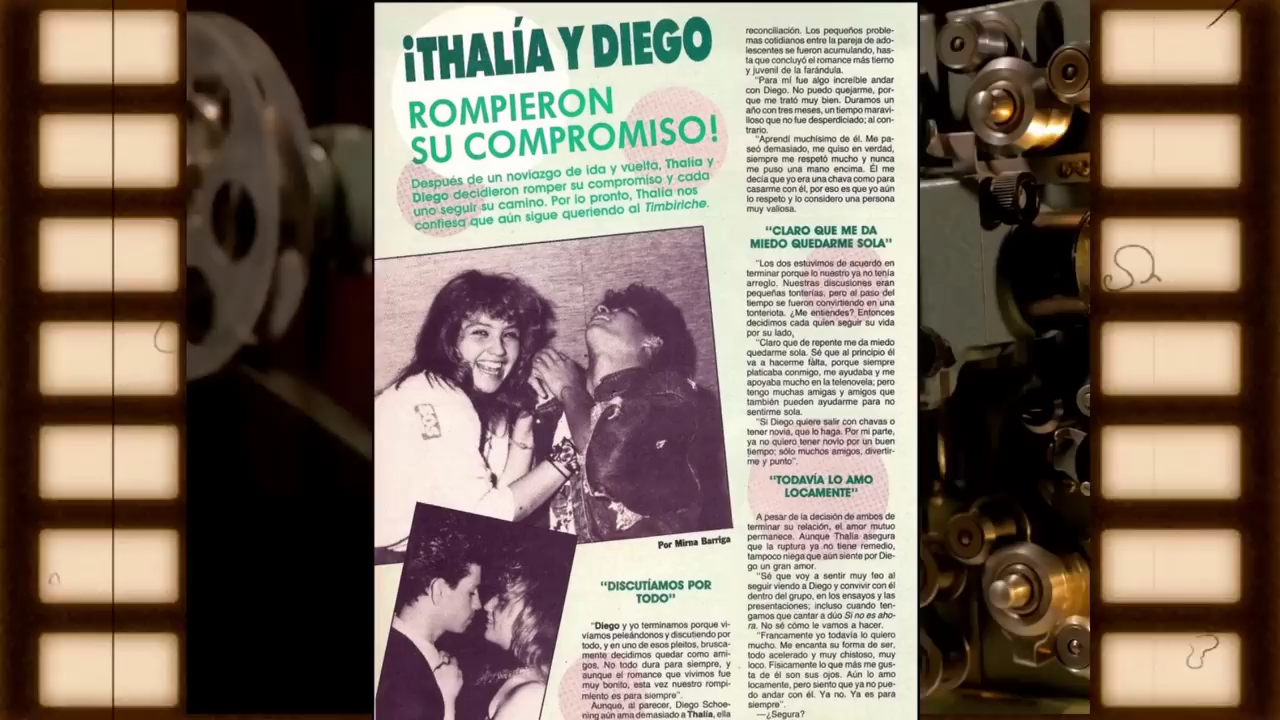 ¡THALÍA Y DIEGO
ROMPIERON
SU COMPROMISO!
Después de un noviazgo de ida y vuelta, Thalía y
Diego decidieron romper su compromiso y cada
uno seguir su camino. Por lo pronto, Thalía nos
confiesa que aún sigue queriendo al Timbiriche.
Por Mirna Barriga
"DISCUTÍAMOS POR
TODO"
"Diego y yo terminamos porque vi-
víamos peleándonos y discutiendo por
todo, y en uno de esos pleitos, brusca-
mente decidimos quedar como ami-
gos. No todo dura para siempre, y
aunque el romance que vivimos fue
muy bonito, esta vez nuestro rompi-
miento es para siempre".
Aunque, al parecer, Diego Schoe-
ning aún ama demasiado a Thalía, ella
reconciliación. Los pequeños proble-
mas cotidianos entre la pareja de ado-
lescentes se fueron acumulando, has-
ta que concluyó el romance más tierno
y juvenil de la farándula.
"Para mí fue algo increíble andar
con Diego. No puedo quejarme, por-
que me trató muy bien. Duramos un
año con tres meses, un tiempo maravi-
lloso que no fue desperdiciado; al con-
trario.
"Aprendí muchísimo de él. Me pa-
seó demasiado, me quiso en verdad,
siempre me respetó mucho y nunca
me puso una mano encima. Él me
decía que yo era una chava como para
casarme con él, por eso es que yo aún
lo respeto y lo considero una persona
muy valiosa.
"CLARO QUE ME DA
MIEDO QUEDARME SOLA"
"Los dos estuvimos de acuerdo en
terminar porque lo nuestro ya no tenía
arreglo. Nuestras discusiones eran
pequeñas tonterías, pero al paso del
tiempo se fueron convirtiendo en una
tonteriota. ¿Me entiendes? Entonces
decidimos cada quien seguir su vida
por su lado,
"Claro que de repente me da miedo
quedarme sola. Sé que al principio él
va a hacerme falta, porque siempre
platicaba conmigo, me ayudaba y me
apoyaba mucho en la telenovela; pero
tengo muchas amigas y amigos que
también pueden ayudarme para no
sentirme sola.
"Si Diego quiere salir con chavas o
tener novia, que lo haga. Por mi parte,
ya no quiero tener novio por un buen
tiempo; sólo muchos amigos, divertir-
me y punto".
"TODAVÍA LO AMO
LOCAMENTE"
A pesar de la decisión de ambos de
terminar su relación, el amor mutuo
permanece. Aunque Thalía asegura
que la ruptura ya no tiene remedio,
tampoco niega que aún siente por Die-
go un gran amor.
"Sé que voy a sentir muy feo al
seguir viendo a Diego y convivir con él
dentro del grupo, en los ensayos y las
presentaciones; incluso cuando ten-
gamos que cantar a dúo Si no es aho-
ra. No sé cómo le vamos a hacer.
"Francamente yo todavía lo quiero
mucho. Me encanta su forma de ser,
todo acelerado y muy chistoso, muy
loco. Físicamente lo que más me gus-
ta de él son sus ojos. Aún lo amo
locamente, pero siento que ya no pue-
do andar con él. Ya no. Ya es para
siempre".
—¿Segura?